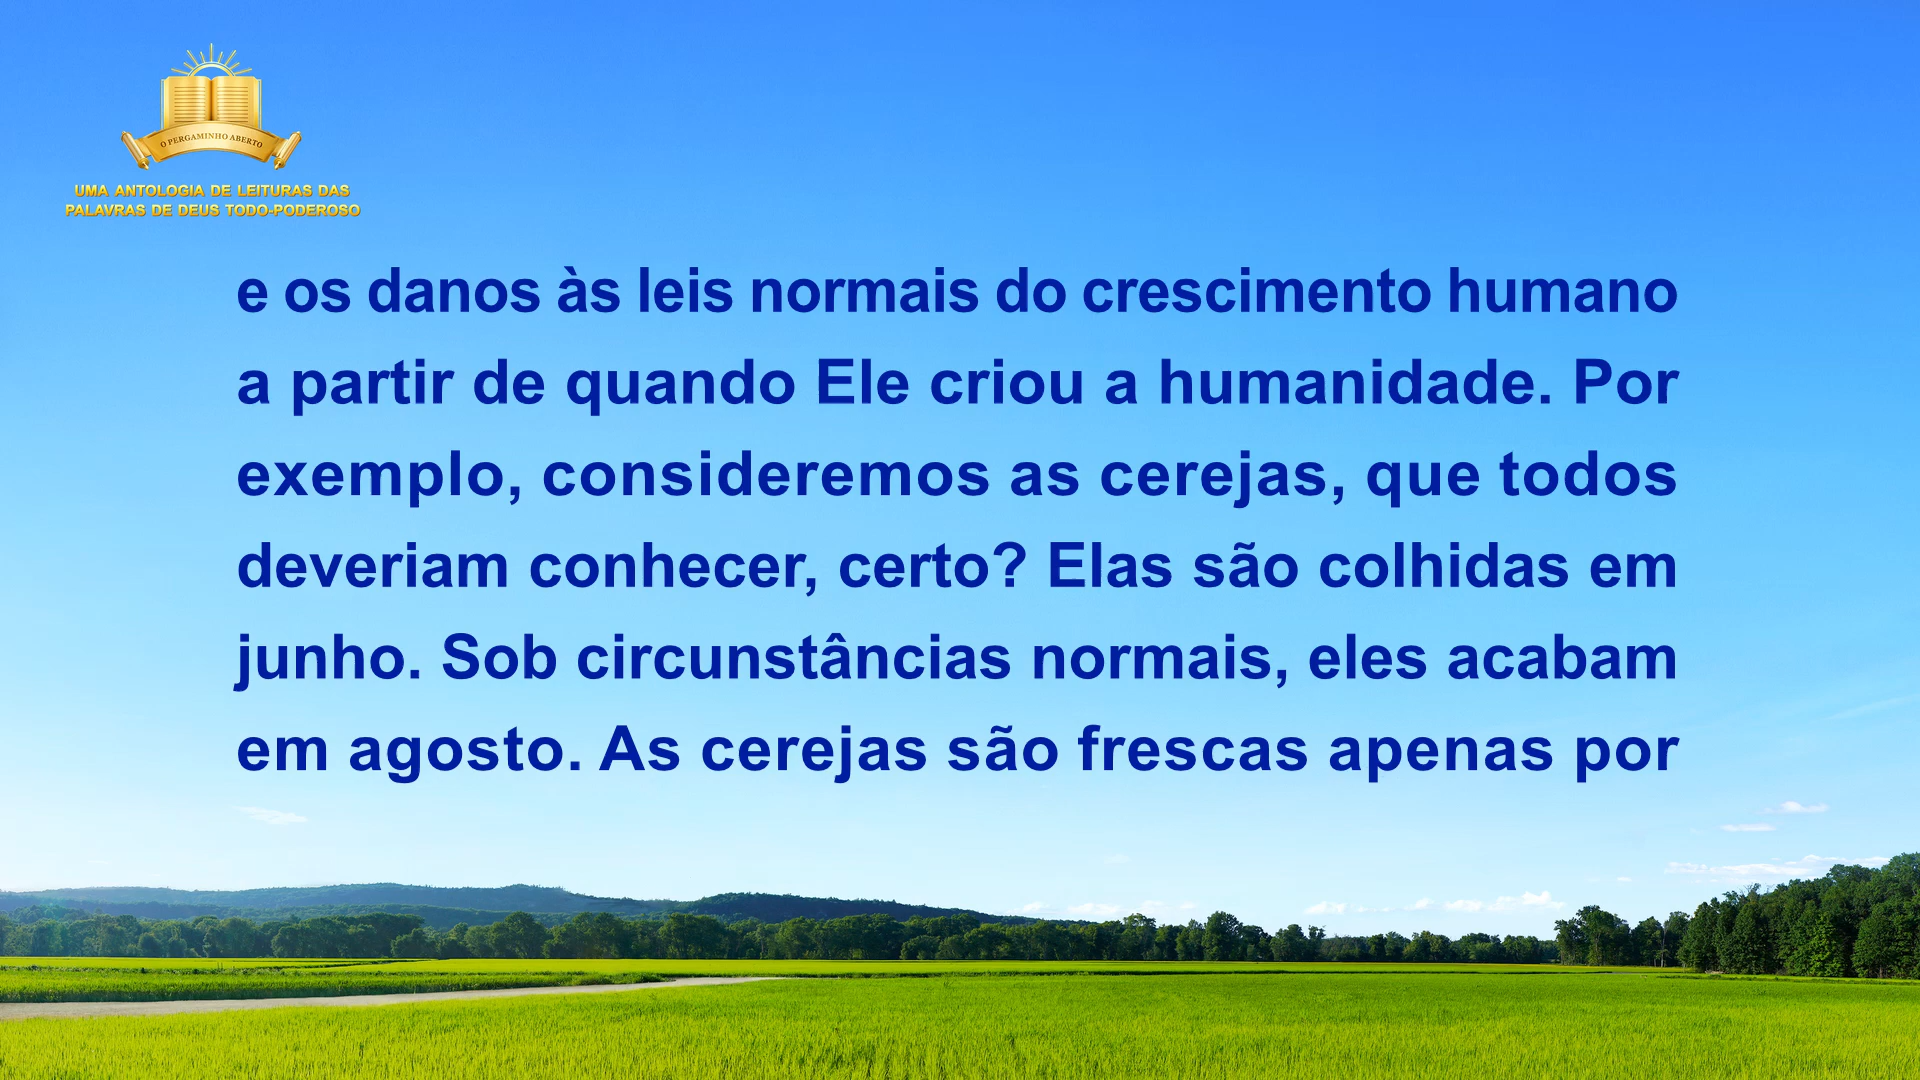 O PERGAMINHO ABERTO
UMA ANTOLOGIA DE LEITURAS DAS
PALAVRAS DE DEUS TODO-PODEROSO
e os danos às leis normais do crescimento humano
a partir de quando Ele criou a humanidade. Por
exemplo, consideremos as cerejas, que todos
deveriam conhecer, certo? Elas são colhidas em
junho. Sob circunstâncias normais, eles acabam
em agosto. As cerejas são frescas apenas por